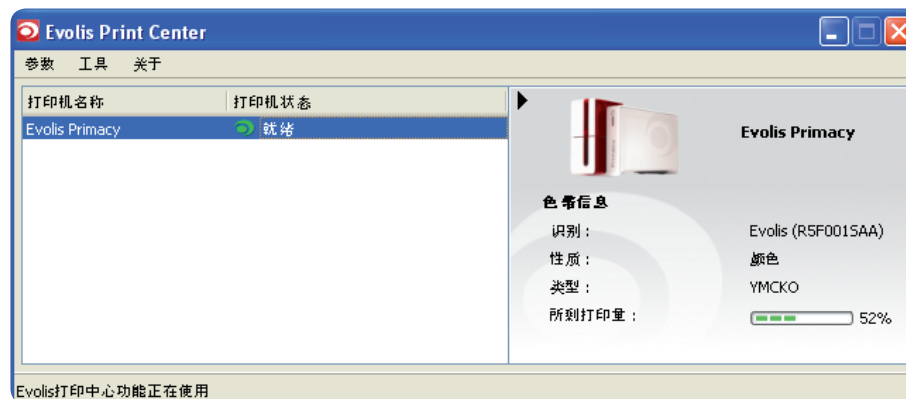 Evolis Print Center
参数 工具 关于
打印机名称 打印机状态
Evolis Primacy 就绪
Evolis Primacy
色带信息
识别： Evolis (R5F001SAA)
性质： 颜色
类型： YMCKO
所剩打印量： 52%
Evolis打印中心功能正在使用